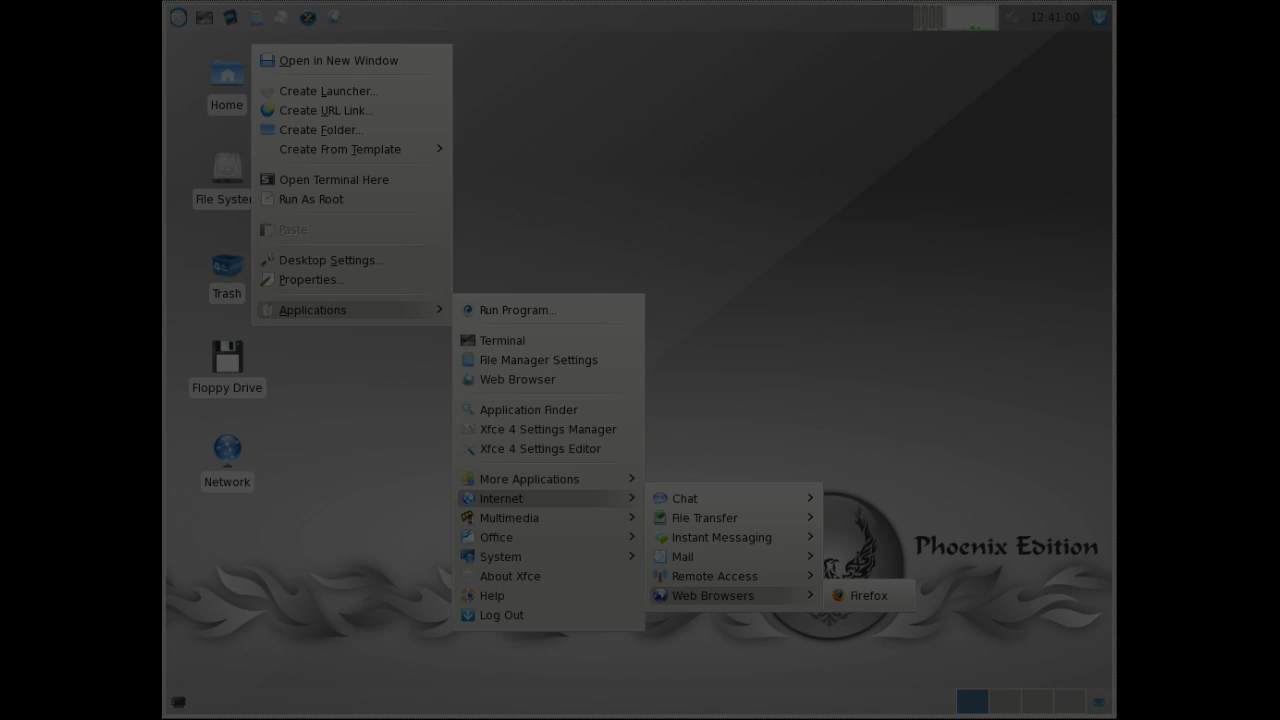 12:41:00
Home
File System
Trash
Floppy Drive
Network
Open in New Window
Create Launcher...
Create URL Link...
Create Folder...
Create From Template
Open Terminal Here
Run As Root
Paste
Desktop Settings...
Properties...
Applications
Run Program...
Terminal
File Manager Settings
Web Browser
Application Finder
Xfce 4 Settings Manager
Xfce 4 Settings Editor
More Applications
Internet
Multimedia
Office
System
About Xfce
Help
Log Out
Chat
File Transfer
Instant Messaging
Mail
Remote Access
Web Browsers
Firefox
Phoenix Edition